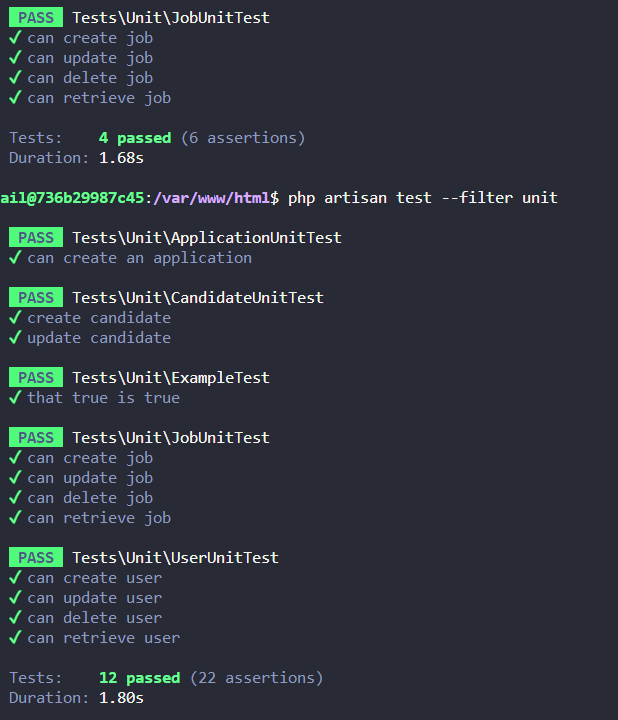 PASS Tests\Unit\JobUnitTest
✓ can create job
✓ can update job
✓ can delete job
✓ can retrieve job
Tests: 4 passed (6 assertions)
Duration: 1.68s
ail@736b29987c45:/var/www/html$ php artisan test --filter unit
PASS Tests\Unit\ApplicationUnitTest
✓ can create an application
PASS Tests\Unit\CandidateUnitTest
✓ create candidate
✓ update candidate
PASS Tests\Unit\ExampleTest
✓ that true is true
PASS Tests\Unit\JobUnitTest
✓ can create job
✓ can update job
✓ can delete job
✓ can retrieve job
PASS Tests\Unit\UserUnitTest
✓ can create user
✓ can update user
✓ can delete user
✓ can retrieve user
Tests: 12 passed (22 assertions)
Duration: 1.80s